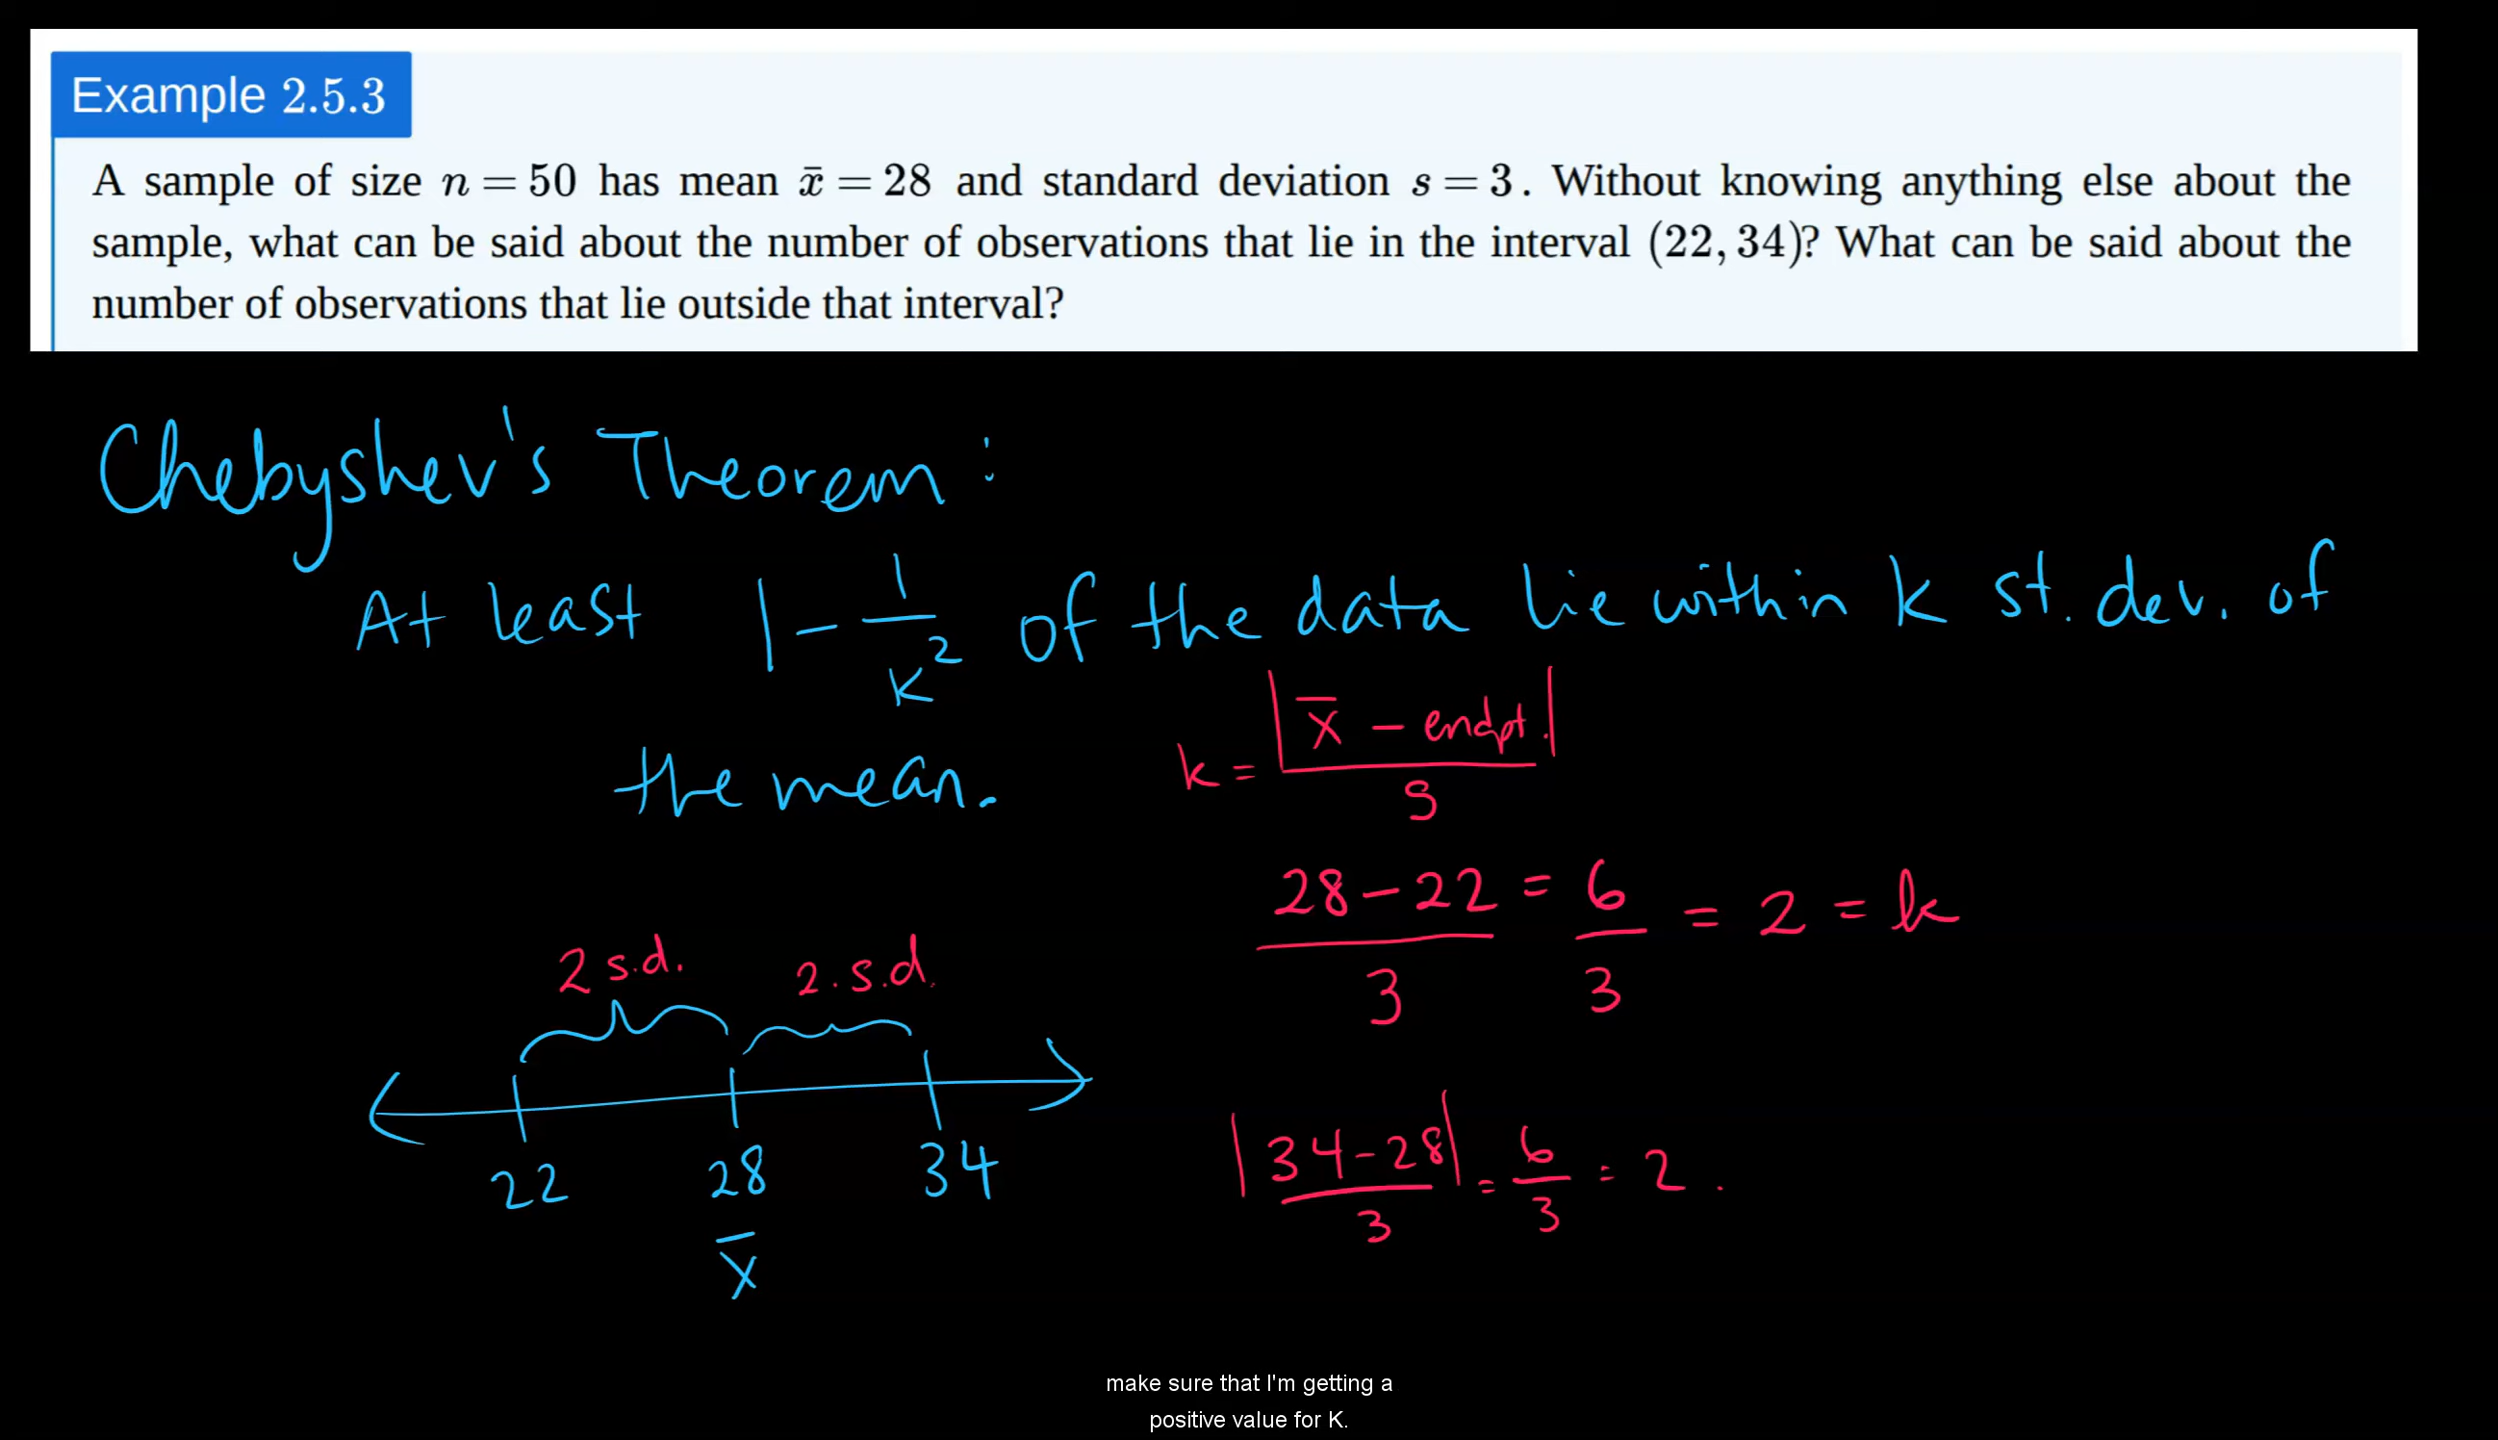 Example 2.5.3
A sample of size n = 50 has mean x̄ = 28 and standard deviation s = 3. Without knowing anything else about the
sample, what can be said about the number of observations that lie in the interval (22, 34)? What can be said about the
number of observations that lie outside that interval?
Chebyshev's Theorem:
At least 1 - 1/k² of the data lie within k st. dev. of
the mean.
k = |x̄ - endpt.| / s
(28 - 22)/3 = 6/3 = 2 = k
2 s.d. 2. s.d.
22 28 34
x̄
|34 - 28|/3 = 6/3 = 2.
make sure that I'm getting a
positive value for K.